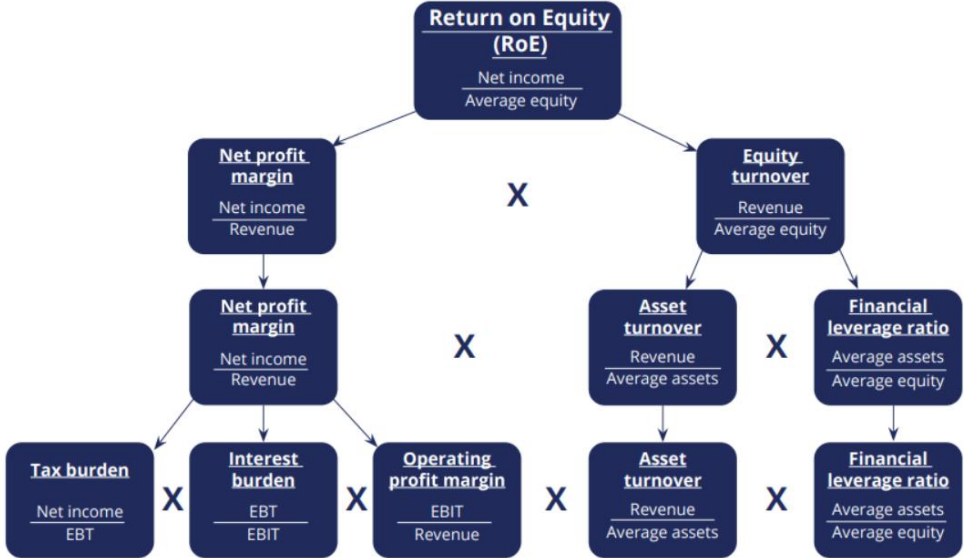 Return on Equity
(RoE)
Net income
Average equity
Net profit
margin
Net income
Revenue
X
Equity
turnover
Revenue
Average equity
Net profit
margin
Net income
Revenue
X
Asset
turnover
Revenue
Average assets
X
Financial
leverage ratio
Average assets
Average equity
Tax burden
Net income
EBT
X
Interest
burden
EBT
EBIT
X
Operating
profit margin
EBIT
Revenue
X
Asset
turnover
Revenue
Average assets
X
Financial
leverage ratio
Average assets
Average equity